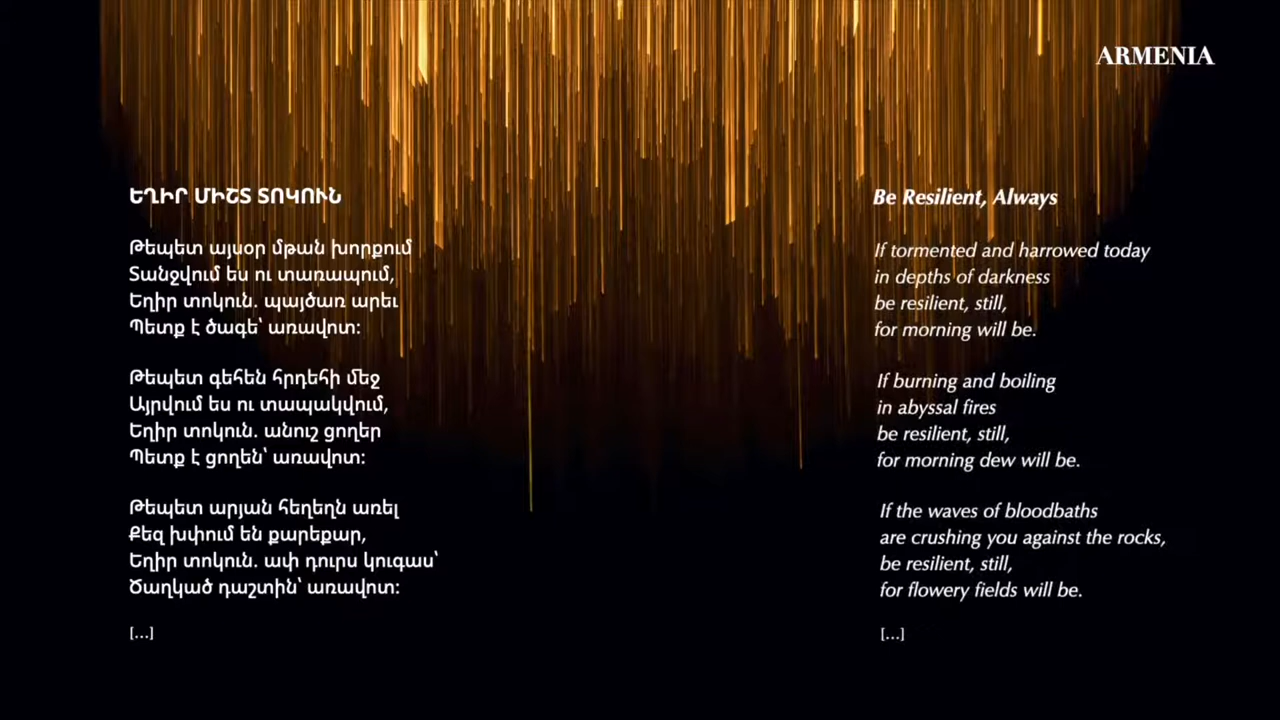 ARMENIA
ԵՂԻՐ ՄԻՇՏ ՏՈԿՈՒՆ
Թեպետ այսօր մթան խորքում
Տանջվում ես ու տառապում,
Եղիր տոկուն. պայծառ արեւ
Պետք է ծագե՝ առավոտ:
Թեպետ գեհեն հրդեհի մեջ
Այրվում ես ու տապակվում,
Եղիր տոկուն. անուշ ցողեր
Պետք է ցողեն՝ առավոտ:
Թեպետ արյան հեղեղն առել
Քեզ խփում են քարեքար,
Եղիր տոկուն. ափ դուրս կուգաս՝
Ծաղկած դաշտին՝ առավոտ:
[...]
Be Resilient, Always
If tormented and harrowed today
in depths of darkness
be resilient, still,
for morning will be.
If burning and boiling
in abyssal fires
be resilient, still,
for morning dew will be.
If the waves of bloodbaths
are crushing you against the rocks,
be resilient, still,
for flowery fields will be.
[...]